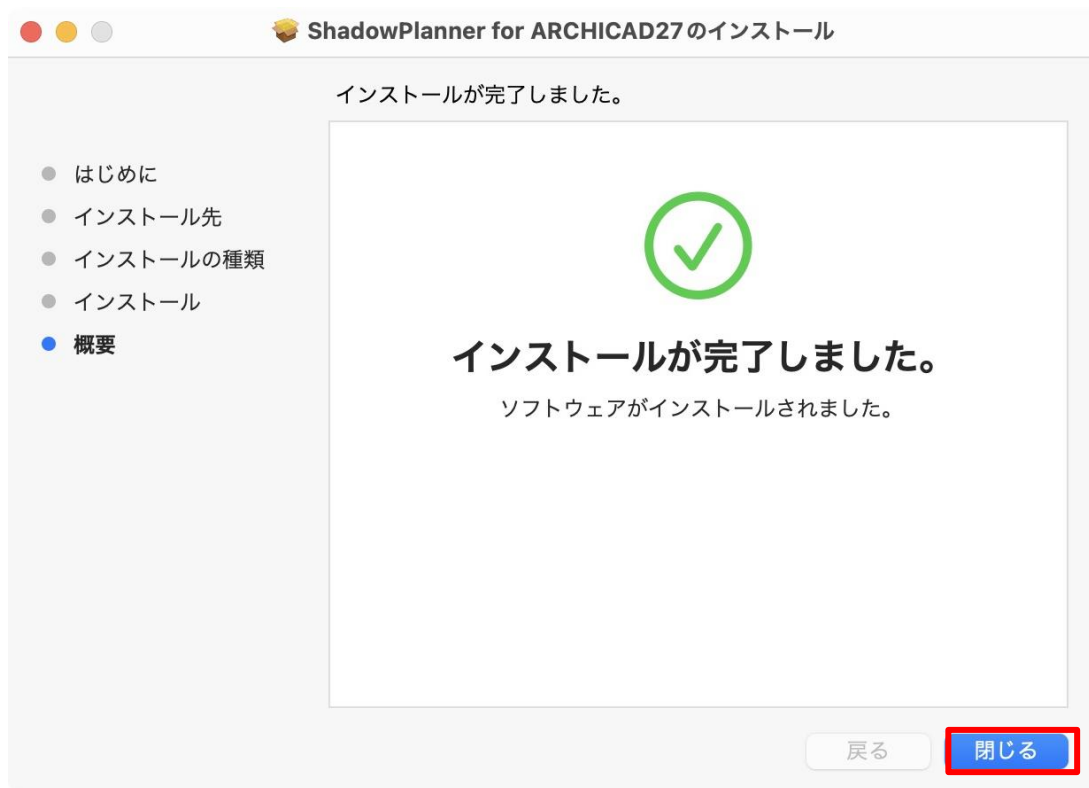 ShadowPlanner for ARCHICAD27のインストール
インストールが完了しました。
はじめに
インストール先
インストールの種類
インストール
概要
インストールが完了しました。
ソフトウェアがインストールされました。
戻る
閉じる